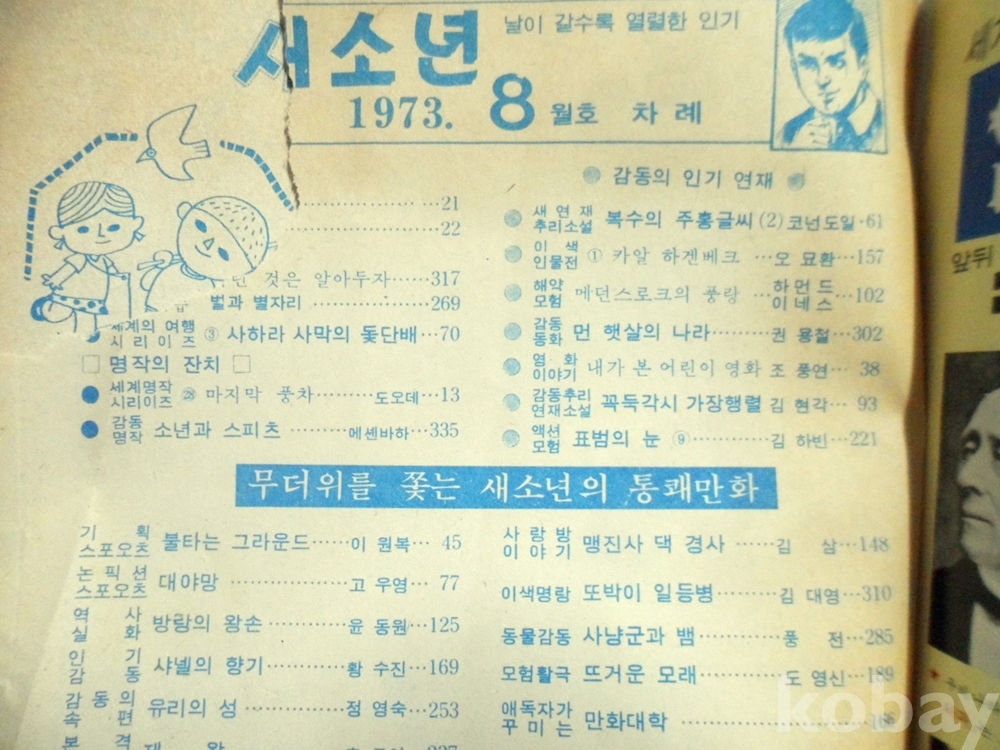 새소년
날이 갈수록 열렬한 인기
1973. 8 월호 차례
21
22
것은 알아두자 317
벌과 별자리 269
세계의 여행 시리이즈 ③ 사하라 사막의 돛단배 70
□ 명작의 잔치 □
세계명작 시리이즈 ㉘ 마지막 풍차 도오데 13
감동 명작 소년과 스피츠 에센바하 335
감동의 인기 연재
새연재 추리소설 복수의 주홍글씨 (2) 코넌도일 61
이색 인물전 ① 카알 하겐베크 오묘환 157
해약 모험 메던스로크의 풍랑 하먼드 이네스 102
감동 동화 먼 햇살의 나라 권용철 302
영화 이야기 내가 본 어린이 영화 조풍연 38
감동추리 연재소설 꼭둑각시 가장행렬 김현각 93
액션 모험 표범의 눈 ⑨ 김하빈 221
무더위를 쫓는 새소년의 통쾌만화
기획 스포오츠 불타는 그라운드 이원복 45
논픽션 스포오츠 대야망 고우영 77
역사 실화 방랑의 왕손 윤동원 125
인기 감동 샤넬의 향기 황수진 169
감동의 속편 유리의 성 정영숙 253
본격
사랑방 이야기 맹진사 댁 경사 김삼 148
이색명랑 또박이 일등병 김대영 310
동물감동 사냥군과 뱀 풍전 285
모험활극 뜨거운 모래 도영신 189
애독자가 꾸미는 만화대학
앞뒤
kobay